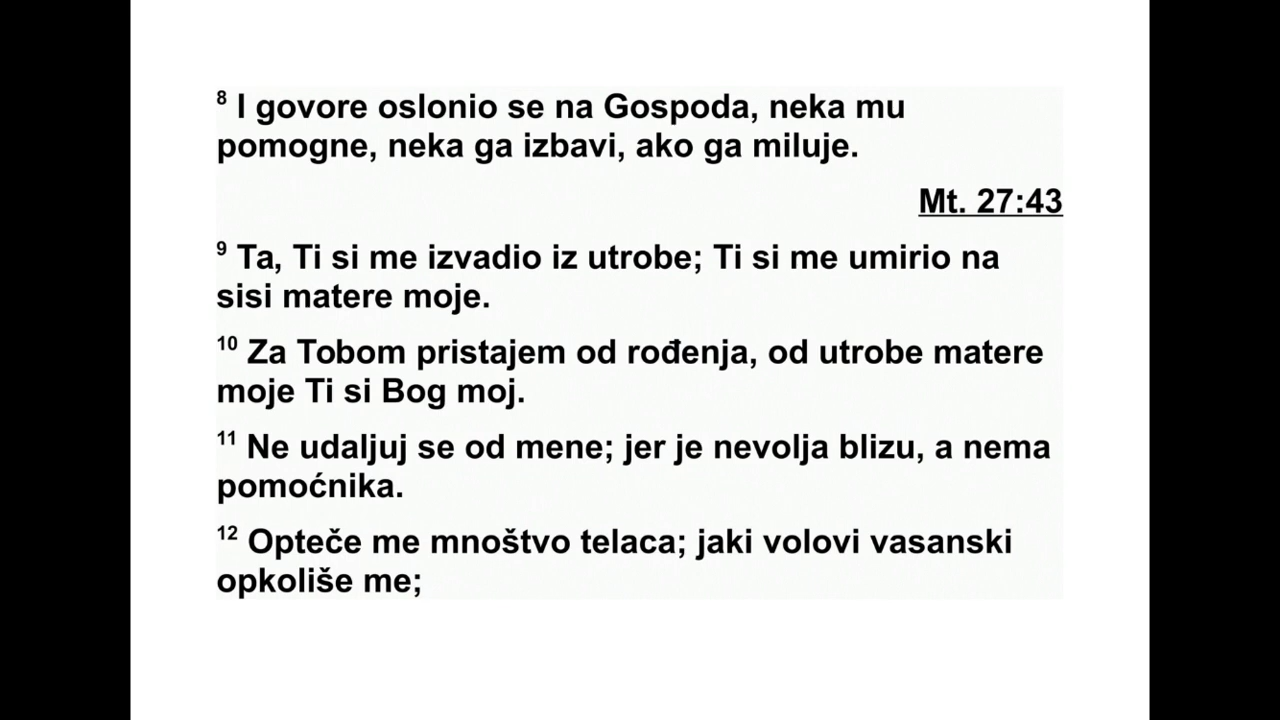 8 I govore oslonio se na Gospoda, neka mu
pomogne, neka ga izbavi, ako ga miluje.
Mt. 27:43
9 Ta, Ti si me izvadio iz utrobe; Ti si me umirio na
sisi matere moje.
10 Za Tobom pristajem od rođenja, od utrobe matere
moje Ti si Bog moj.
11 Ne udaljuj se od mene; jer je nevolja blizu, a nema
pomoćnika.
12 Opteče me mnoštvo telaca; jaki volovi vasanski
opkoliše me;